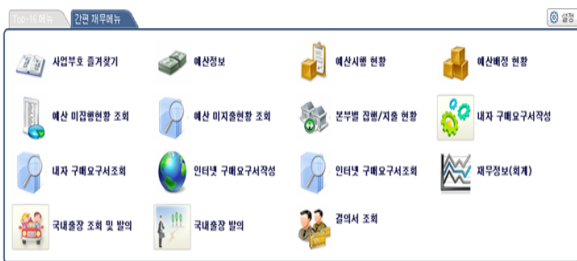 Top-16 메뉴 간편 재무메뉴 설정
사업부호 즐겨찾기 예산정보 예산시행 현황 예산배정 현황
예산 미집행현황 조회 예산 미지출현황 조회 본부별 집행/지출 현황 내자 구매요구서작성
내자 구매요구서조회 인터넷 구매요구서작성 인터넷 구매요구서조회 재무정보(회계)
국내출장 조회 및 발의 국내출장 발의 결의서 조회